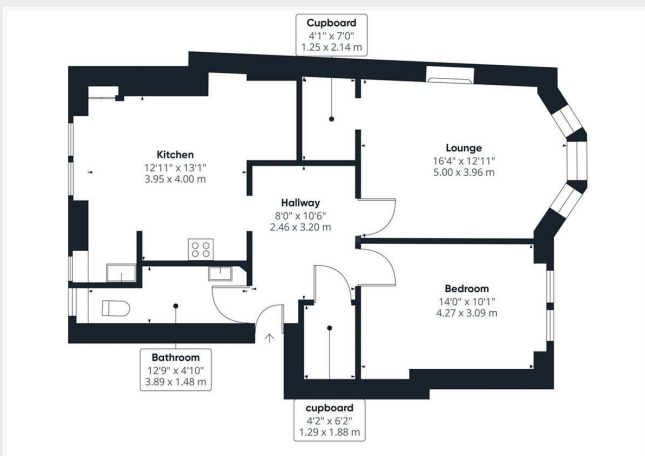 Cupboard
4'1" x 7'0"
1.25 x 2.14 m
Kitchen
12'11" x 13'1"
3.95 x 4.00 m
Lounge
16'4" x 12'11"
5.00 x 3.96 m
Hallway
8'0" x 10'6"
2.46 x 3.20 m
Bedroom
14'0" x 10'1"
4.27 x 3.09 m
Bathroom
12'9" x 4'10"
3.89 x 1.48 m
cupboard
4'2" x 6'2"
1.29 x 1.88 m